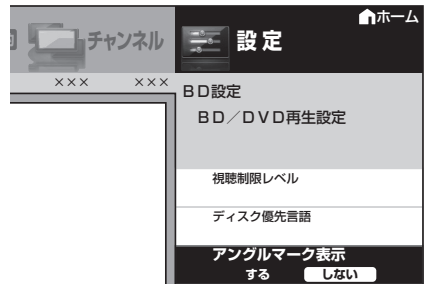 ホーム
チャンネル
設定
××× ×××
BD設定
BD／DVD再生設定
視聴制限レベル
ディスク優先言語
アングルマーク表示
する しない